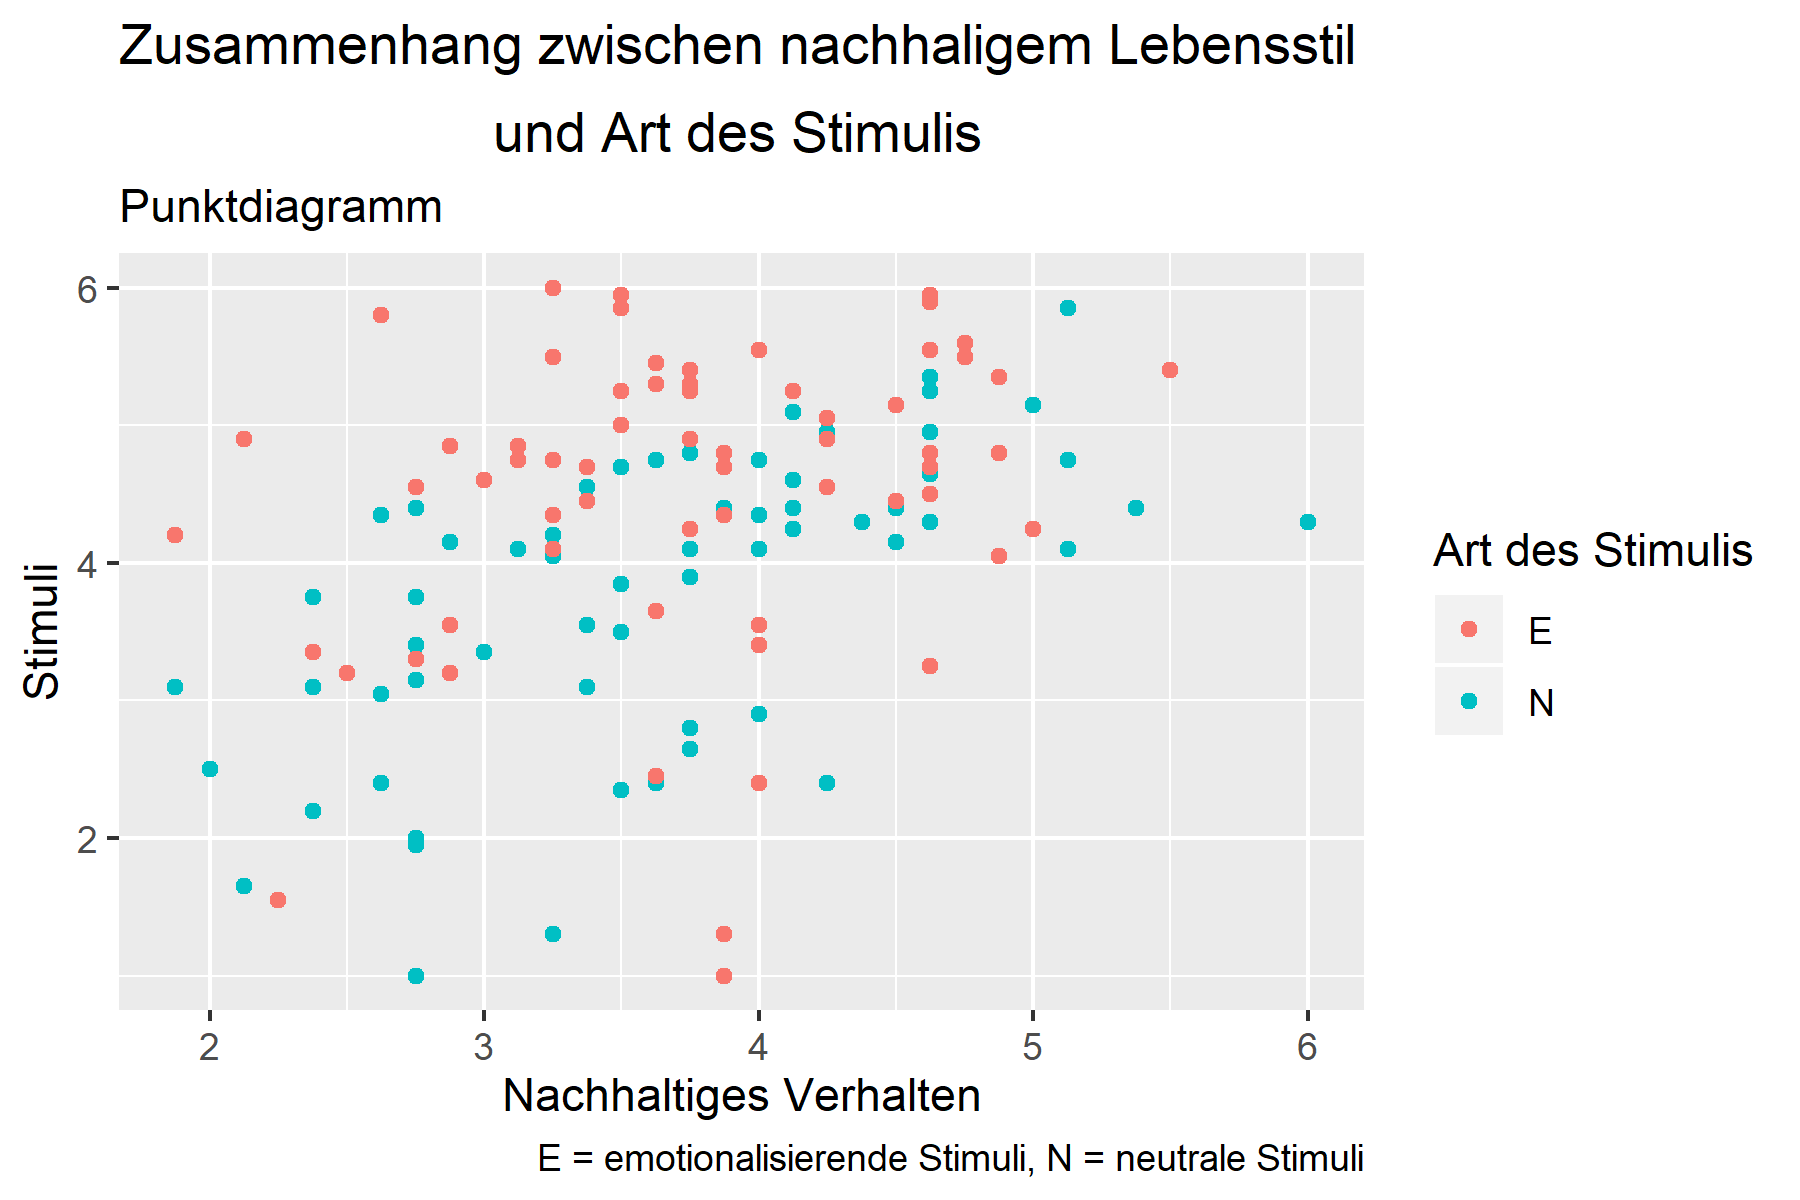 Zusammenhang zwischen nachhaligem Lebensstil
und Art des Stimulis
Punktdiagramm
6
4
2
Stimuli
2 3 4 5 6
Nachhaltiges Verhalten
E = emotionalisierende Stimuli, N = neutrale Stimuli
Art des Stimulis
E
N